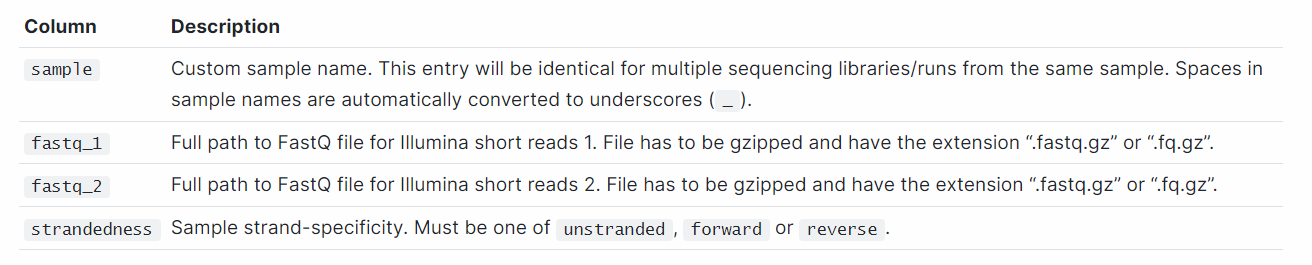 Column Description
sample Custom sample name. This entry will be identical for multiple sequencing libraries/runs from the same sample. Spaces in
sample names are automatically converted to underscores ( _ ).
fastq_1 Full path to FastQ file for Illumina short reads 1. File has to be gzipped and have the extension “.fastq.gz” or “.fq.gz”.
fastq_2 Full path to FastQ file for Illumina short reads 2. File has to be gzipped and have the extension “.fastq.gz” or “.fq.gz”.
strandedness Sample strand-specificity. Must be one of unstranded , forward or reverse .